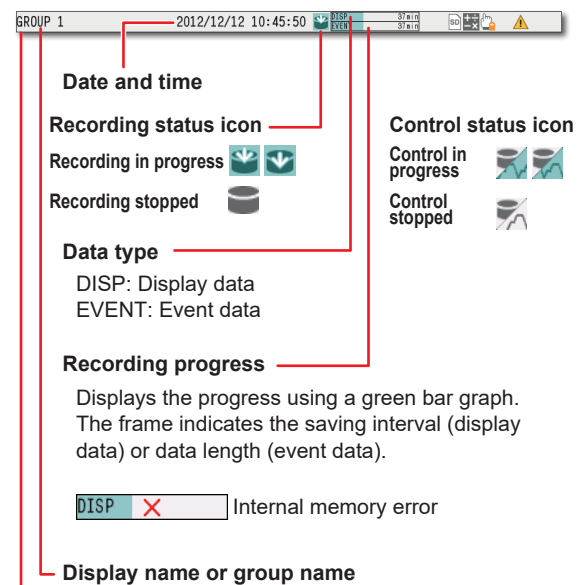 GROUP 1 2012/12/12 10:45:50 DISP 37min
EVENT 37min
SD
Date and time
Recording status icon
Control status icon
Recording in progress
Control in
progress
Recording stopped
Control
stopped
Data type
DISP: Display data
EVENT: Event data
Recording progress
Displays the progress using a green bar graph.
The frame indicates the saving interval (display
data) or data length (event data).
DISP Internal memory error
Display name or group name